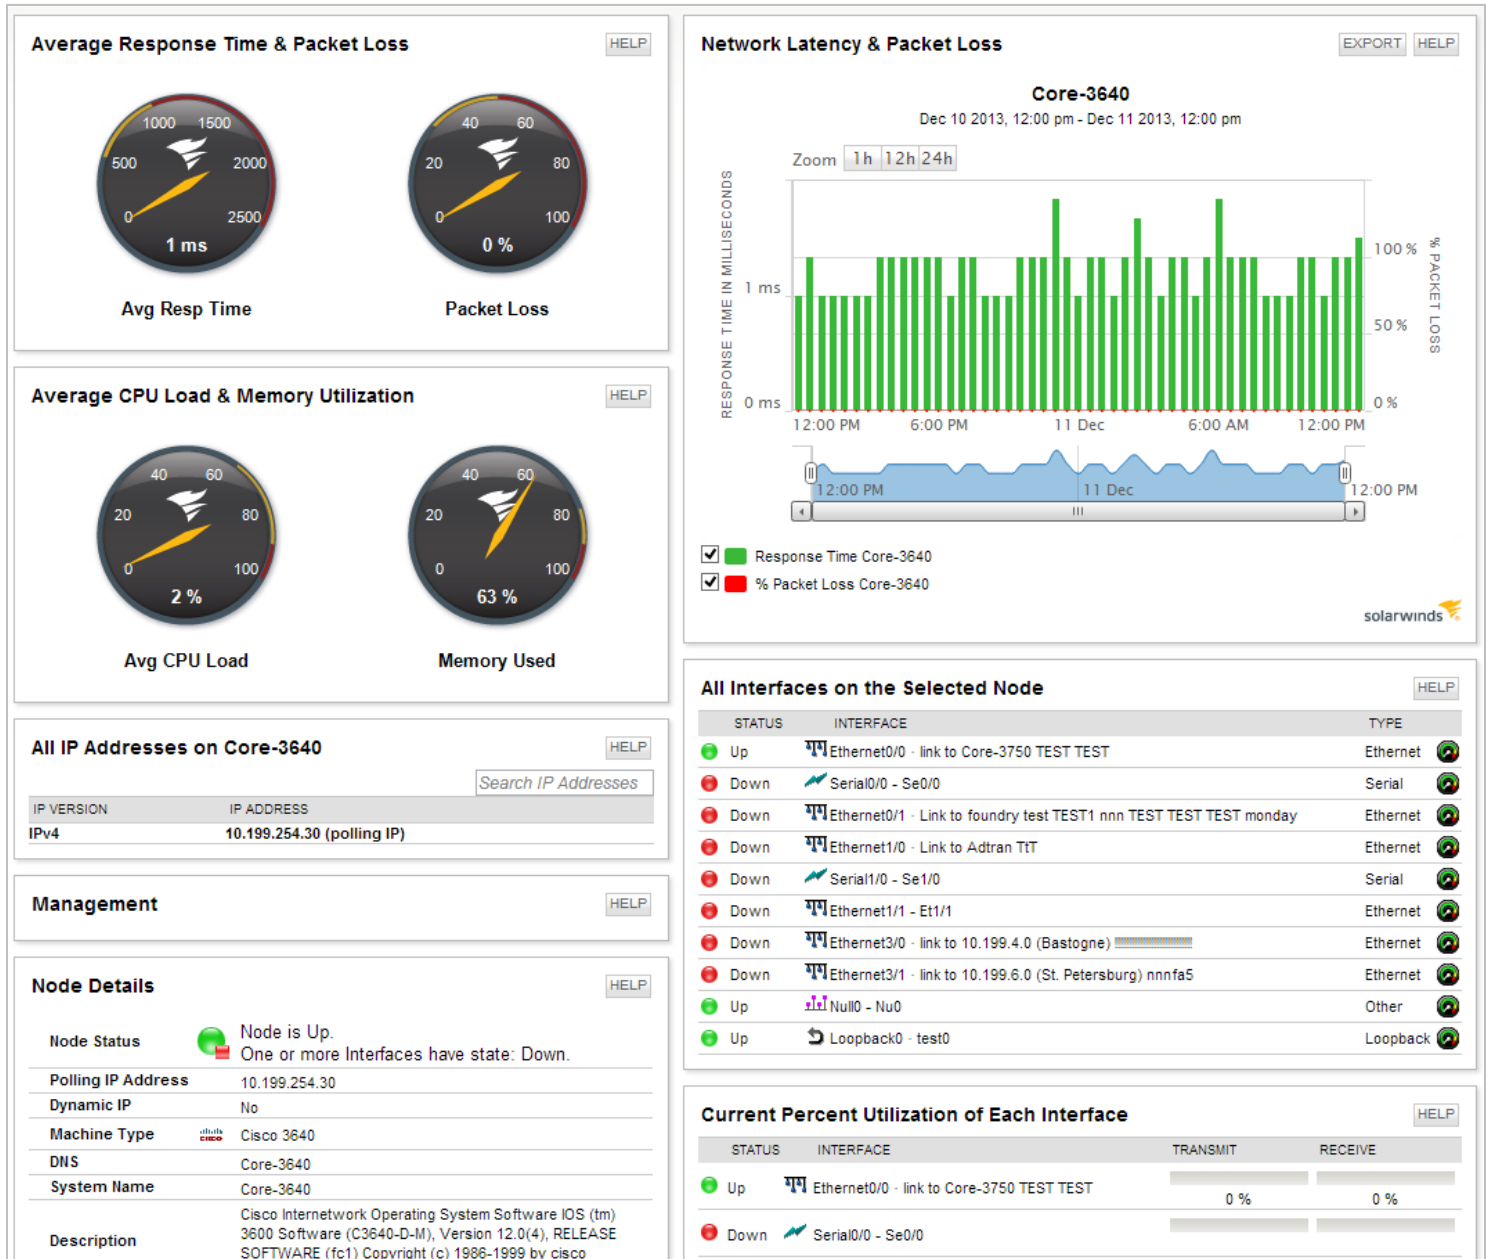 Average Response Time & Packet Loss
HELP
500 1000 1500 2000 2500 0
1 ms
Avg Resp Time
0 20 40 60 80 100
0 %
Packet Loss
Average CPU Load & Memory Utilization
HELP
0 20 40 60 80 100
2 %
Avg CPU Load
0 20 40 60 80 100
63 %
Memory Used
All IP Addresses on Core-3640
HELP
Search IP Addresses
IP VERSION IP ADDRESS
IPv4 10.199.254.30 (polling IP)
Management
HELP
Node Details
HELP
Node Status Node is Up.
One or more Interfaces have state: Down.
Polling IP Address 10.199.254.30
Dynamic IP No
Machine Type CISCO Cisco 3640
DNS Core-3640
System Name Core-3640
Description Cisco Internetwork Operating System Software IOS (tm)
3600 Software (C3640-D-M), Version 12.0(4), RELEASE
SOFTWARE (fc1) Copyright (c) 1986-1999 by cisco
Network Latency & Packet Loss
EXPORT HELP
Core-3640
Dec 10 2013, 12:00 pm - Dec 11 2013, 12:00 pm
Zoom 1h 12h 24h
RESPONSE TIME IN MILLISECONDS
1 ms
0 ms
100 %
50 %
0 %
% PACKET LOSS
12:00 PM 6:00 PM 11 Dec 6:00 AM 12:00 PM
12:00 PM 11 Dec 12:00 PM
Response Time Core-3640
% Packet Loss Core-3640
solarwinds
All Interfaces on the Selected Node
HELP
STATUS INTERFACE TYPE
Up Ethernet0/0 · link to Core-3750 TEST TEST Ethernet
Down Serial0/0 - Se0/0 Serial
Down Ethernet0/1 · Link to foundry test TEST1 nnn TEST TEST TEST monday Ethernet
Down Ethernet1/0 · Link to Adtran TtT Ethernet
Down Serial1/0 - Se1/0 Serial
Down Ethernet1/1 - Et1/1 Ethernet
Down Ethernet3/0 · link to 10.199.4.0 (Bastogne) Ethernet
Down Ethernet3/1 · link to 10.199.6.0 (St. Petersburg) nnnfa5 Ethernet
Up Null0 - Nu0 Other
Up Loopback0 · test0 Loopback
Current Percent Utilization of Each Interface
HELP
STATUS INTERFACE TRANSMIT RECEIVE
Up Ethernet0/0 · link to Core-3750 TEST TEST 0 % 0 %
Down Serial0/0 - Se0/0